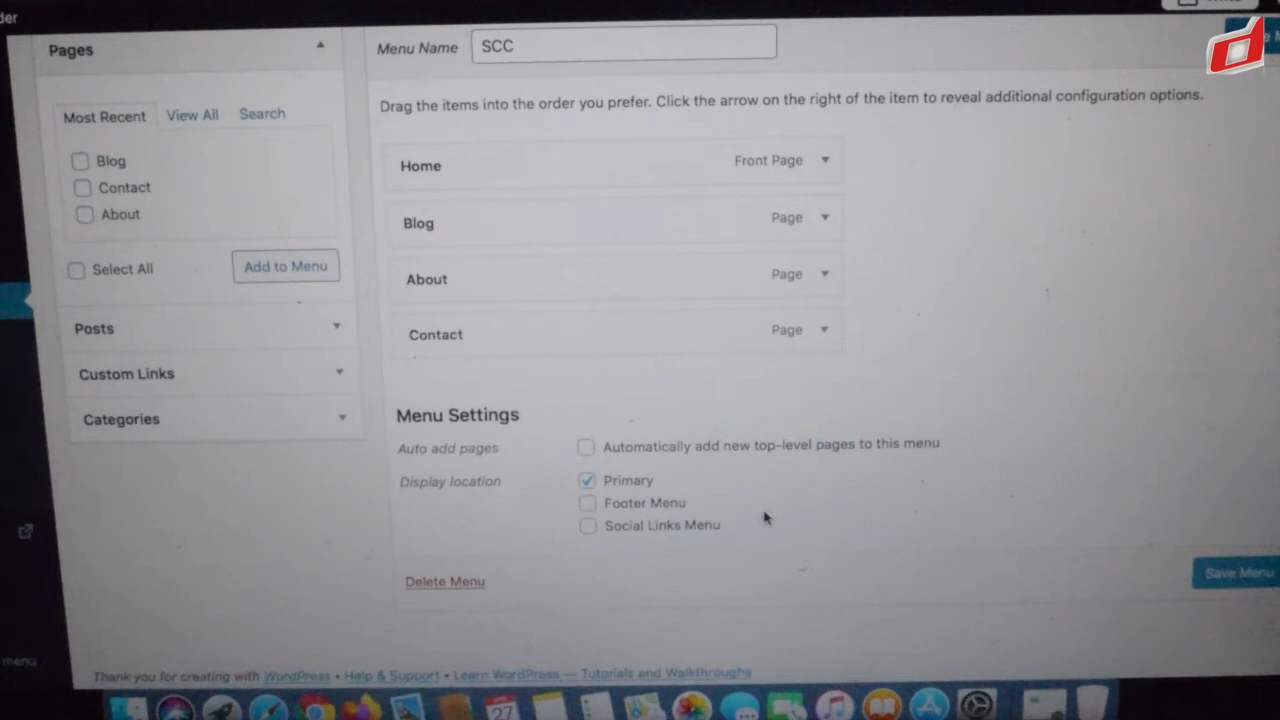 der
Pages
Menu Name SCC
Drag the items into the order you prefer. Click the arrow on the right of the item to reveal additional configuration options.
Most Recent View All Search
Blog
Contact
About
Select All Add to Menu
Posts
Custom Links
Categories
Home Front Page
Blog Page
About Page
Contact Page
Menu Settings
Auto add pages Automatically add new top-level pages to this menu
Display location Primary
Footer Menu
Social Links Menu
Delete Menu
Save Menu
menu
Thank you for creating with WordPress • Help & Support • Learn WordPress — Tutorials and Walkthroughs
27